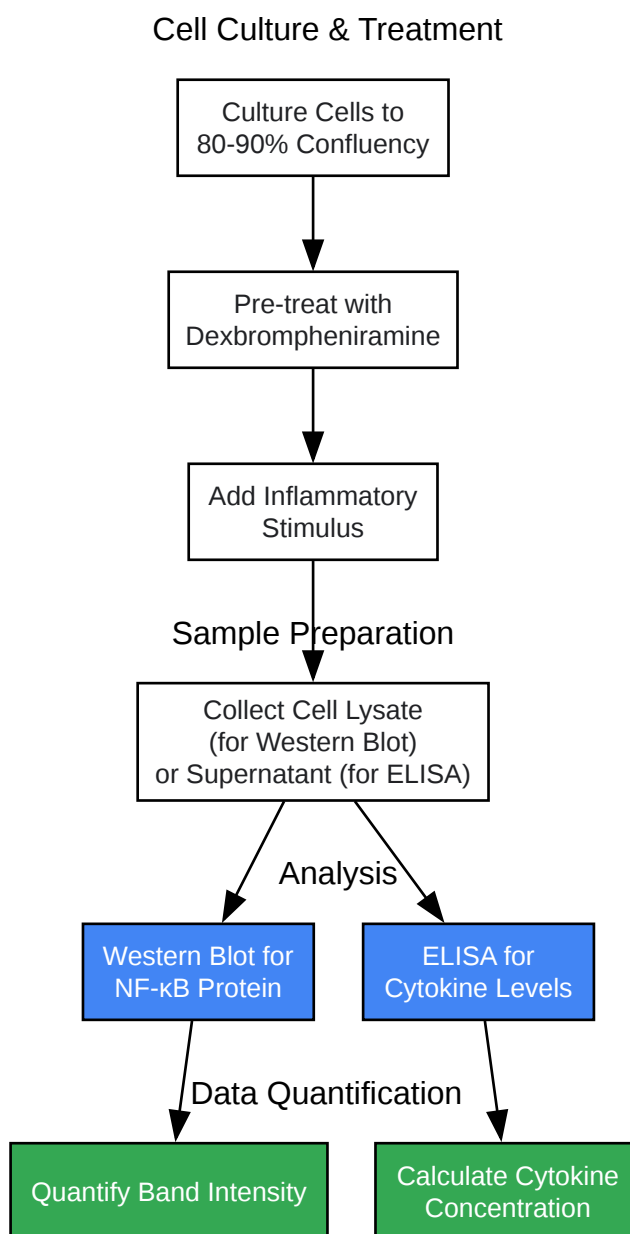 Cell Culture & Treatment
Culture Cells to
80-90% Confluency
Pre-treat with
Dexbrompheniramine
Add Inflammatory
Stimulus
Sample Preparation
Collect Cell Lysate
(for Western Blot)
or Supernatant (for ELISA)
Analysis
Western Blot for
NF-κB Protein
ELISA for
Cytokine Levels
Data Quantification
Quantify Band Intensity
Calculate Cytokine
Concentration